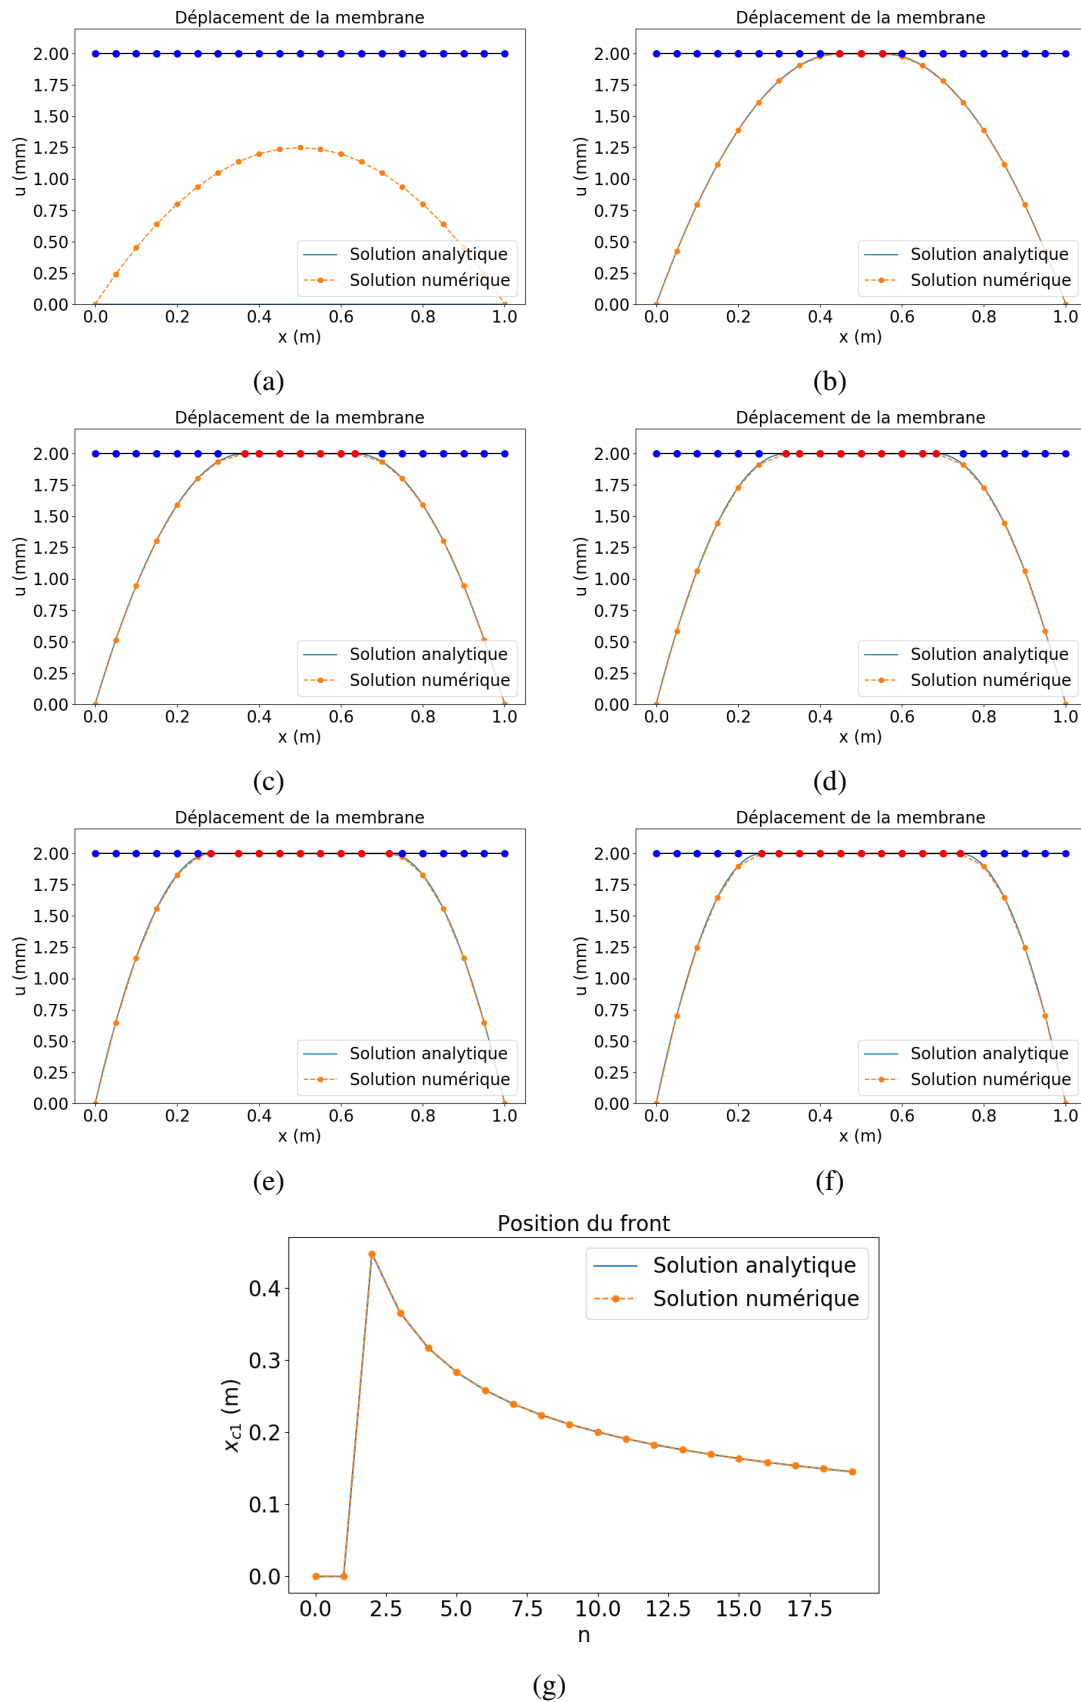 Déplacement de la membrane
Déplacement de la membrane
2.00
1.75
1.50
1.25
1.00
0.75
0.50
0.25
0.00
u (mm)
Solution analytique
Solution numérique
0.0 0.2 0.4 0.6 0.8 1.0
x (m)
(a)
2.00
1.75
1.50
1.25
1.00
0.75
0.50
0.25
0.00
u (mm)
Solution analytique
Solution numérique
0.0 0.2 0.4 0.6 0.8 1.0
x (m)
(b)
Déplacement de la membrane
2.00
1.75
1.50
1.25
1.00
0.75
0.50
0.25
0.00
u (mm)
Solution analytique
Solution numérique
0.0 0.2 0.4 0.6 0.8 1.0
x (m)
(c)
Déplacement de la membrane
2.00
1.75
1.50
1.25
1.00
0.75
0.50
0.25
0.00
u (mm)
Solution analytique
Solution numérique
0.0 0.2 0.4 0.6 0.8 1.0
x (m)
(d)
Déplacement de la membrane
2.00
1.75
1.50
1.25
1.00
0.75
0.50
0.25
0.00
u (mm)
Solution analytique
Solution numérique
0.0 0.2 0.4 0.6 0.8 1.0
x (m)
(e)
Déplacement de la membrane
2.00
1.75
1.50
1.25
1.00
0.75
0.50
0.25
0.00
u (mm)
Solution analytique
Solution numérique
0.0 0.2 0.4 0.6 0.8 1.0
x (m)
(f)
Position du front
Solution analytique
Solution numérique
0.4
0.3
0.2
0.1
0.0
x_{c1} (m)
0.0 2.5 5.0 7.5 10.0 12.5 15.0 17.5
n
(g)